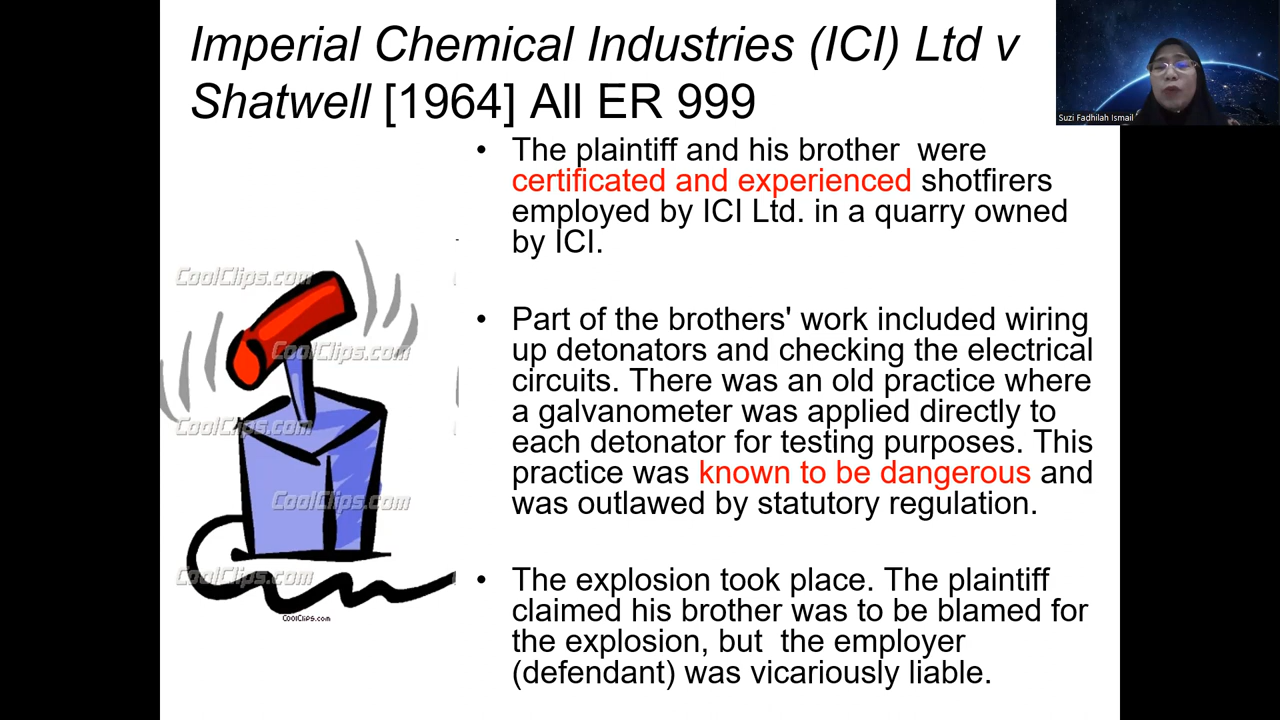 Imperial Chemical Industries (ICI) Ltd v
Shatwell [1964] All ER 999
Suzi Fadhilah Ismail
• The plaintiff and his brother were
certificated and experienced shotfirers
employed by ICI Ltd. in a quarry owned
by ICI.
• Part of the brothers' work included wiring
up detonators and checking the electrical
circuits. There was an old practice where
a galvanometer was applied directly to
each detonator for testing purposes. This
practice was known to be dangerous and
was outlawed by statutory regulation.
• The explosion took place. The plaintiff
claimed his brother was to be blamed for
the explosion, but the employer
(defendant) was vicariously liable.
CoolClips.com
CoolClips.com
CoolClips.com
CoolClips.com
CoolClips.com
CoolClips.com